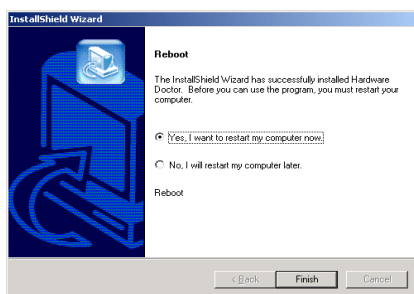 InstallShield Wizard
Reboot
The InstallShield Wizard has successfully installed Hardware
Doctor. Before you can use the program, you must restart your
computer.
Yes, I want to restart my computer now.
No, I will restart my computer later.
Reboot
< Back
Finish
Cancel